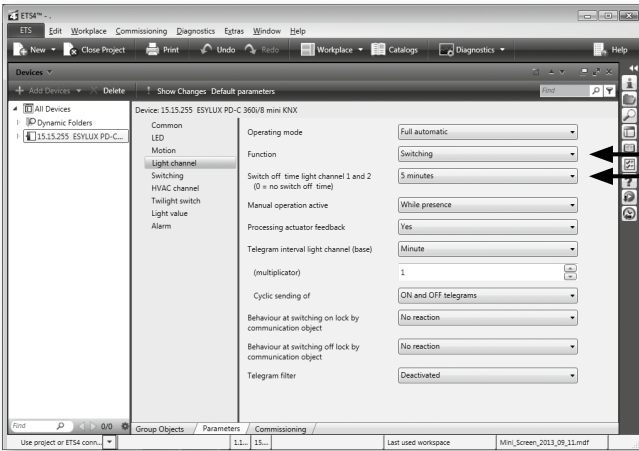 ETS4™ - .
ETS Edit Workplace Commissioning Diagnostics Extras Window Help
New Close Project Print Undo Redo Workplace Catalogs Diagnostics Help
Devices
Add Devices Delete Show Changes Default parameters Find
All Devices
Dynamic Folders
15.15.255 ESYLUX PD-C...
Device: 15.15.255 ESYLUX PD-C 360i/8 mini KNX
Common
LED
Motion
Light channel
Switching
HVAC channel
Twilight switch
Light value
Alarm
Operating mode Full automatic
Function Switching
Switch off time light channel 1 and 2 5 minutes
(0 = no switch off time)
Manual operation active While presence
Processing actuator feedback Yes
Telegram interval light channel (base) Minute
(multiplicator) 1
Cyclic sending of ON and OFF telegrams
Behaviour at switching on lock by No reaction
communication object
Behaviour at switching off lock by No reaction
communication object
Telegram filter Deactivated
Find 0/0 Group Objects Parameters Commissioning
Use project or ETS4 conn... 1.1... 15... Last used workspace Mini_Screen_2013_09_11.mdf